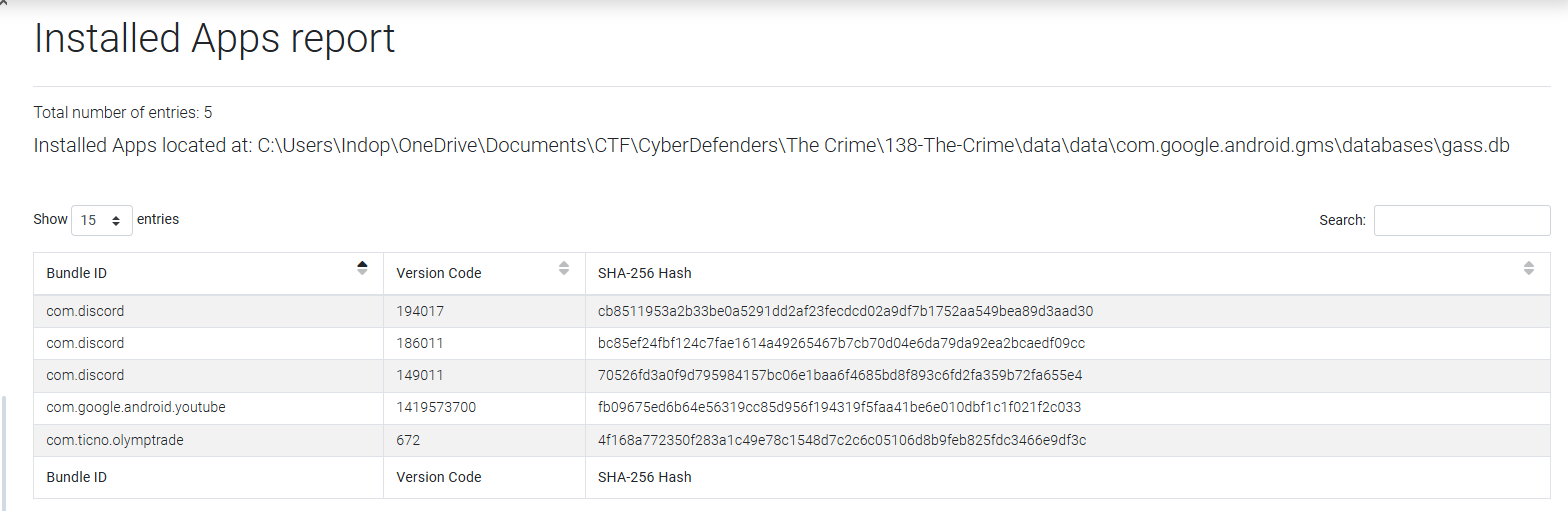 Installed Apps report
Total number of entries: 5
Installed Apps located at: C:\Users\Indop\OneDrive\Documents\CTF\CyberDefenders\The Crime\138-The-Crime\data\data\com.google.android.gms\databases\gass.db
Show 15 entries Search:
Bundle ID Version Code SHA-256 Hash
com.discord 194017 cb8511953a2b33be0a5291dd2af23fecdcd02a9df7b1752aa549bea89d3aad30
com.discord 186011 bc85ef24fbf124c7fae1614a49265467b7cb70d04e6da79da92ea2bcaedf09cc
com.discord 149011 70526fd3a0f9d795984157bc06e1baa6f4685bd8f893c6fd2fa359b72fa655e4
com.google.android.youtube 1419573700 fb09675ed6b64e56319cc85d956f194319f5faa41be6e010dbf1c1f021f2c033
com.ticno.olymptrade 672 4f168a772350f283a1c49e78c1548d7c2c6c05106d8b9feb825fdc3466e9df3c
Bundle ID Version Code SHA-256 Hash